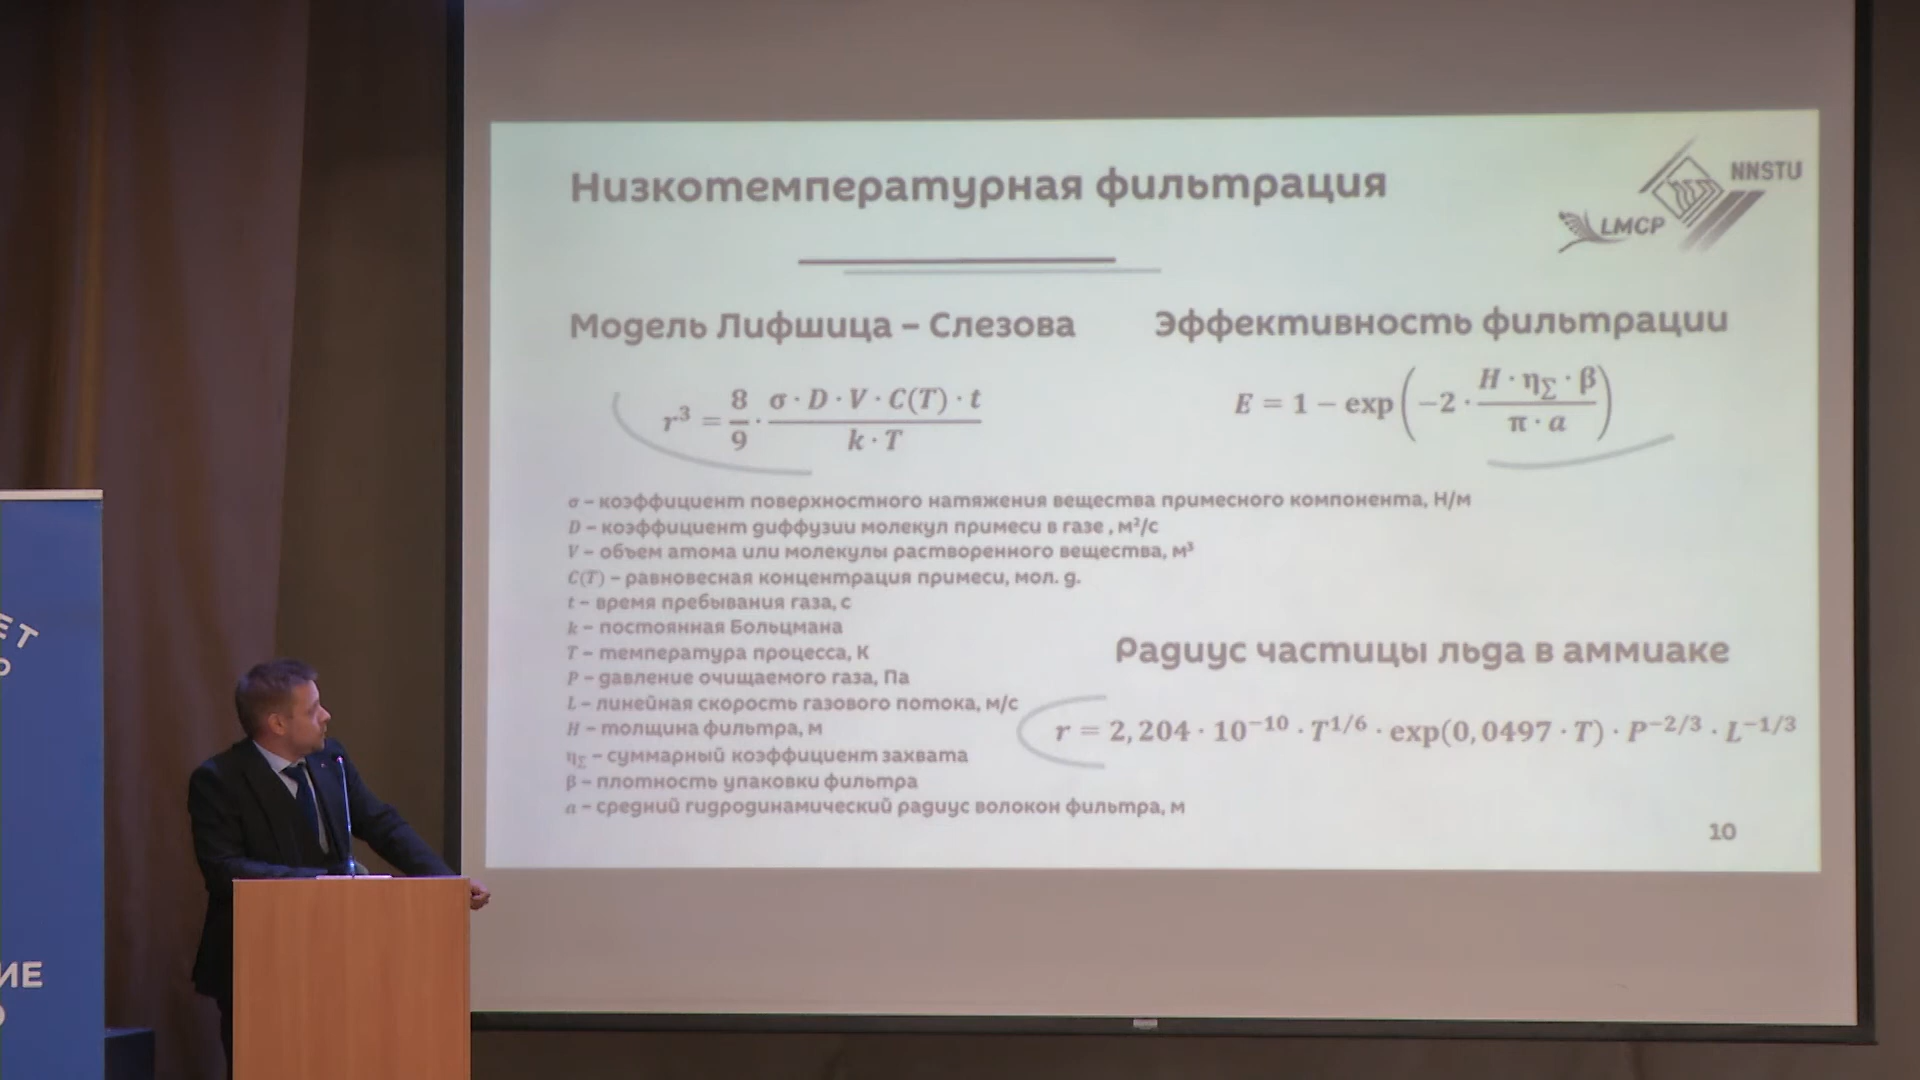 Низкотемпературная фильтрация
NNSTU
LMCP
Модель Лифшица – Слезова
r³ = 8/9 · (σ · D · V · C(T) · t)/(k · T)
Эффективность фильтрации
E = 1 − exp(−2 · (H · η_Σ · β)/(π · a))
σ – коэффициент поверхностного натяжения вещества примесного компонента, Н/м
D – коэффициент диффузии молекул примеси в газе , м²/с
V – объем атома или молекулы растворенного вещества, м³
C(T) – равновесная концентрация примеси, мол. д.
t – время пребывания газа, с
k – постоянная Больцмана
T – температура процесса, К
P – давление очищаемого газа, Па
L – линейная скорость газового потока, м/с
H – толщина фильтра, м
η_Σ – суммарный коэффициент захвата
β – плотность упаковки фильтра
a – средний гидродинамический радиус волокон фильтра, м
Радиус частицы льда в аммиаке
r = 2,204 · 10⁻¹⁰ · T^1/6 · exp(0,0497 · T) · P^−2/3 · L^−1/3
10
ЕТ
О
ИЕ